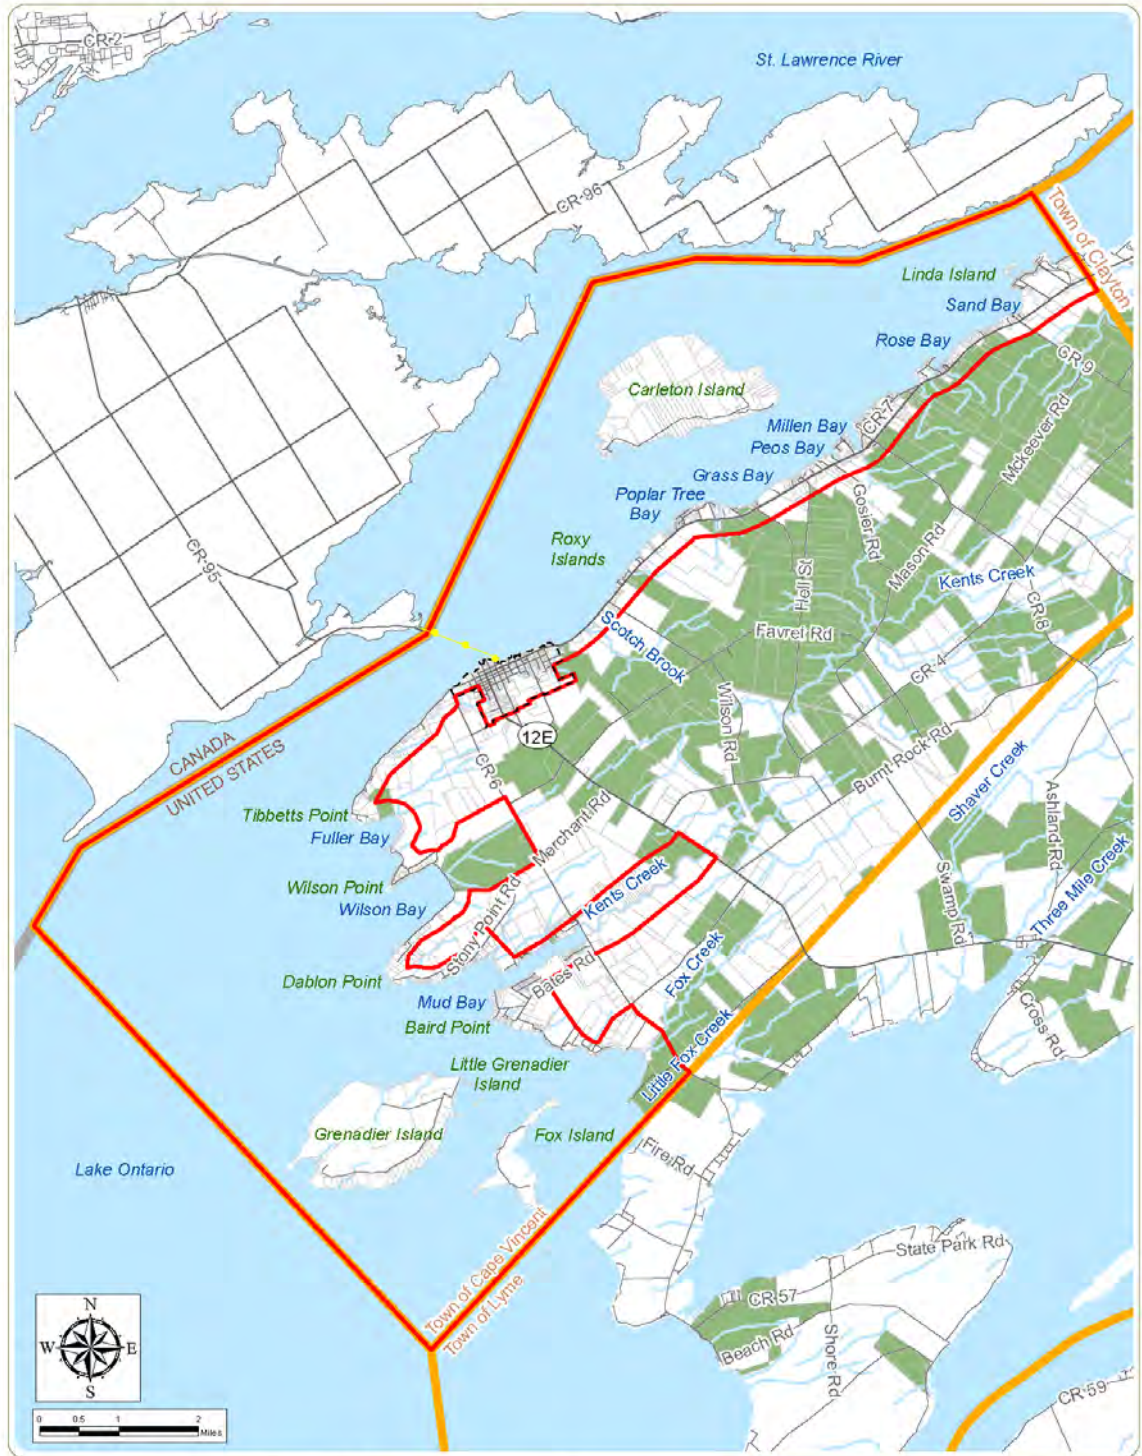 CR-2
St. Lawrence River
CR-96
Town of Clayton
Linda Island
Sand Bay
Rose Bay
CR-9
Carleton Island
Mckeever Rd
Millen Bay
CR-7
Peos Bay
Grass Bay
Poplar Tree
Bay
Gosier Rd
Roxy
Islands
Mason Rd
CR-95
Hell St
Kents Creek
CR-8
Scotch Brook
Favret Rd
CR-4
Wilson Rd
12E
CANADA
UNITED STATES
CR-6
Burnt Rock Rd
Shaver Creek
Ashland Rd
Tibbetts Point
Fuller Bay
Merchant Rd
Three Mile Creek
Wilson Point
Wilson Bay
Kents Creek
Swamp Rd
Stony Point Rd
Dablon Point
Bates Rd
Fox Creek
Mud Bay
Baird Point
Cross Rd
Little Fox Creek
Little Grenadier
Island
Grenadier Island
Fox Island
Fire Rd
Lake Ontario
Town of Cape Vincent
Town of Lyme
State Park Rd
CR-57
Beach Rd
Shore Rd
CR-59
N
W E
S
0 0.5 1 2
Miles